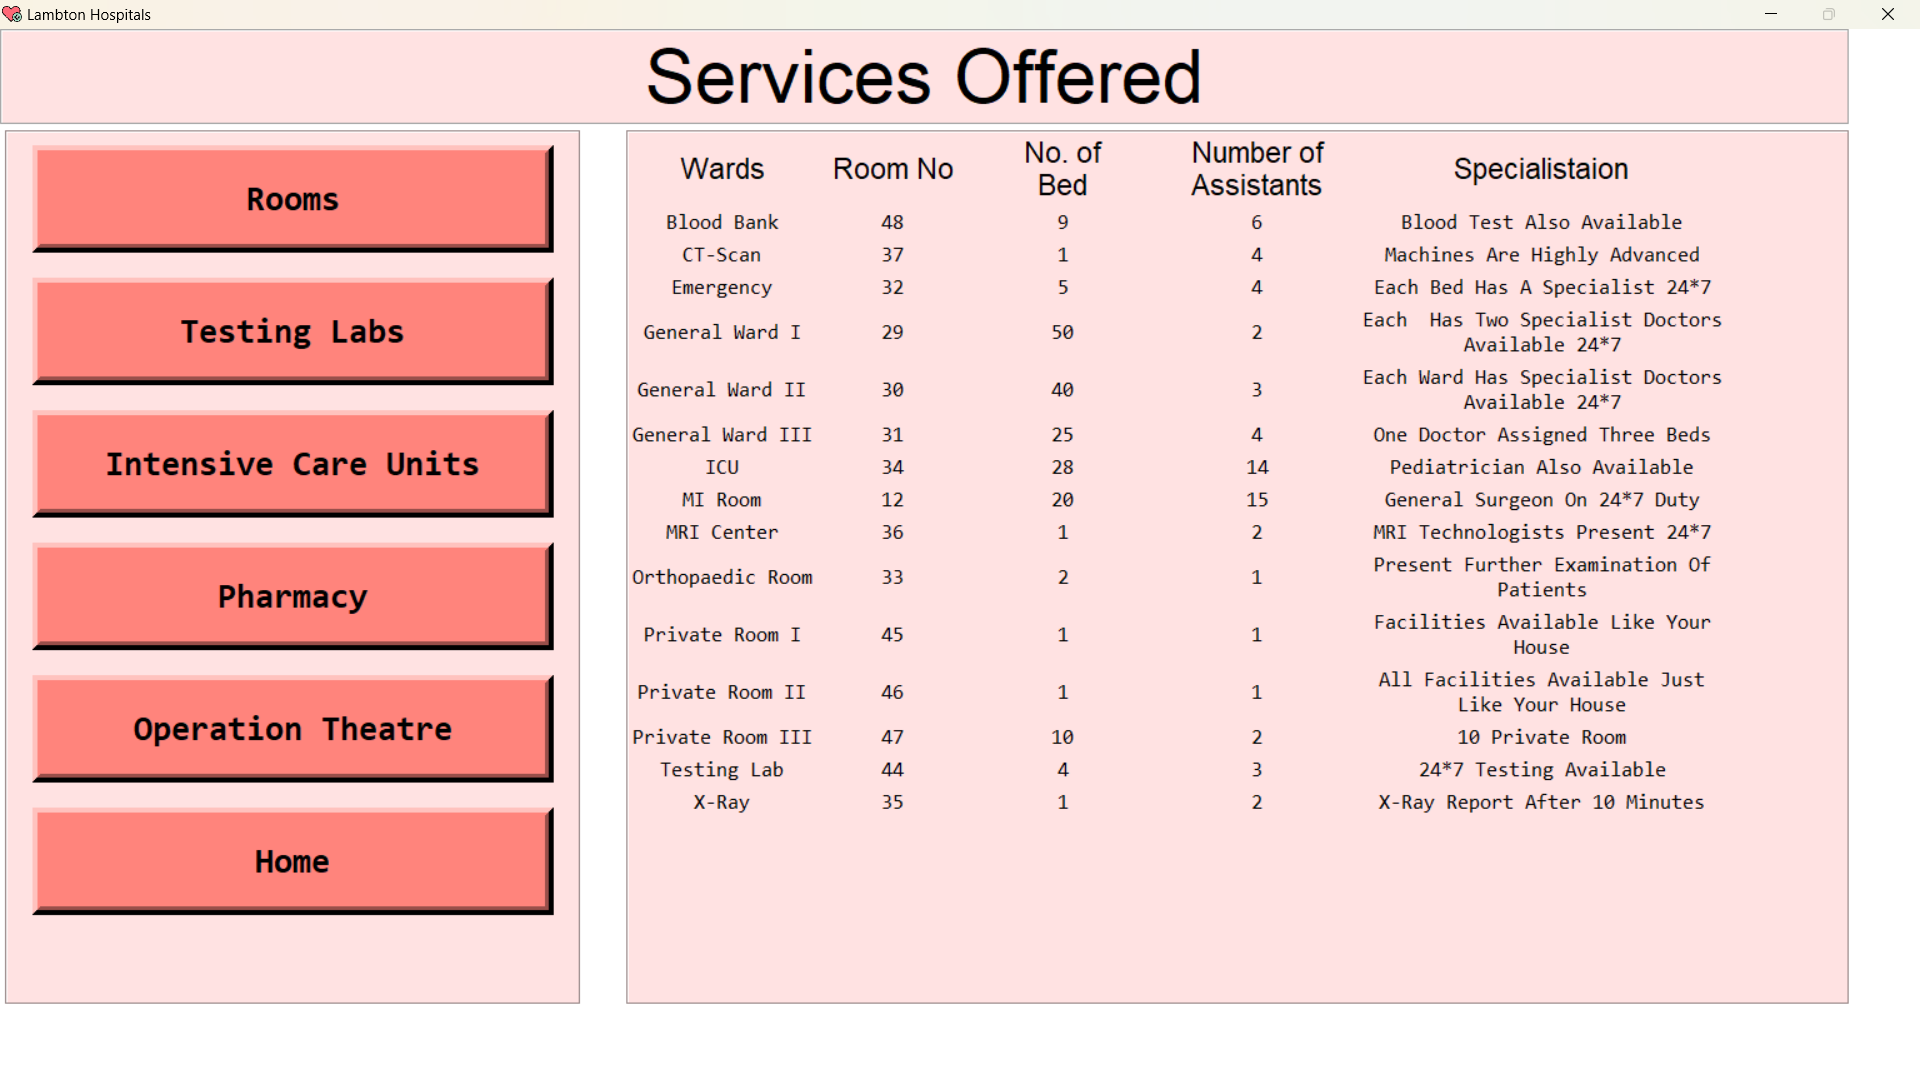 Lambton Hospitals
Services Offered
Rooms
Testing Labs
Intensive Care Units
Pharmacy
Operation Theatre
Home
Wards Room No No. of Bed Number of Assistants Specialistaion
Blood Bank 48 9 6 Blood Test Also Available
CT-Scan 37 1 4 Machines Are Highly Advanced
Emergency 32 5 4 Each Bed Has A Specialist 24*7
General Ward I 29 50 2 Each  Has Two Specialist Doctors
Available 24*7
General Ward II 30 40 3 Each Ward Has Specialist Doctors
Available 24*7
General Ward III 31 25 4 One Doctor Assigned Three Beds
ICU 34 28 14 Pediatrician Also Available
MI Room 12 20 15 General Surgeon On 24*7 Duty
MRI Center 36 1 2 MRI Technologists Present 24*7
Orthopaedic Room 33 2 1 Present Further Examination Of
Patients
Private Room I 45 1 1 Facilities Available Like Your
House
Private Room II 46 1 1 All Facilities Available Just
Like Your House
Private Room III 47 10 2 10 Private Room
Testing Lab 44 4 3 24*7 Testing Available
X-Ray 35 1 2 X-Ray Report After 10 Minutes